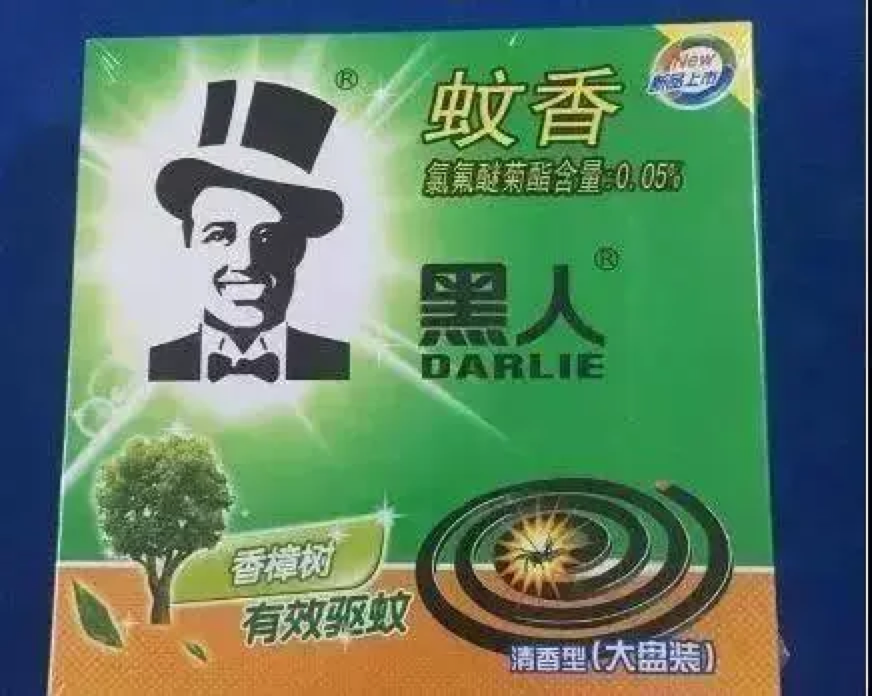 ®
蚊香
New
新品上市
氯氟醚菊酯含量:0.05%
黑人®
DARLIE
香樟树
有效驱蚊
清香型(大盘装)